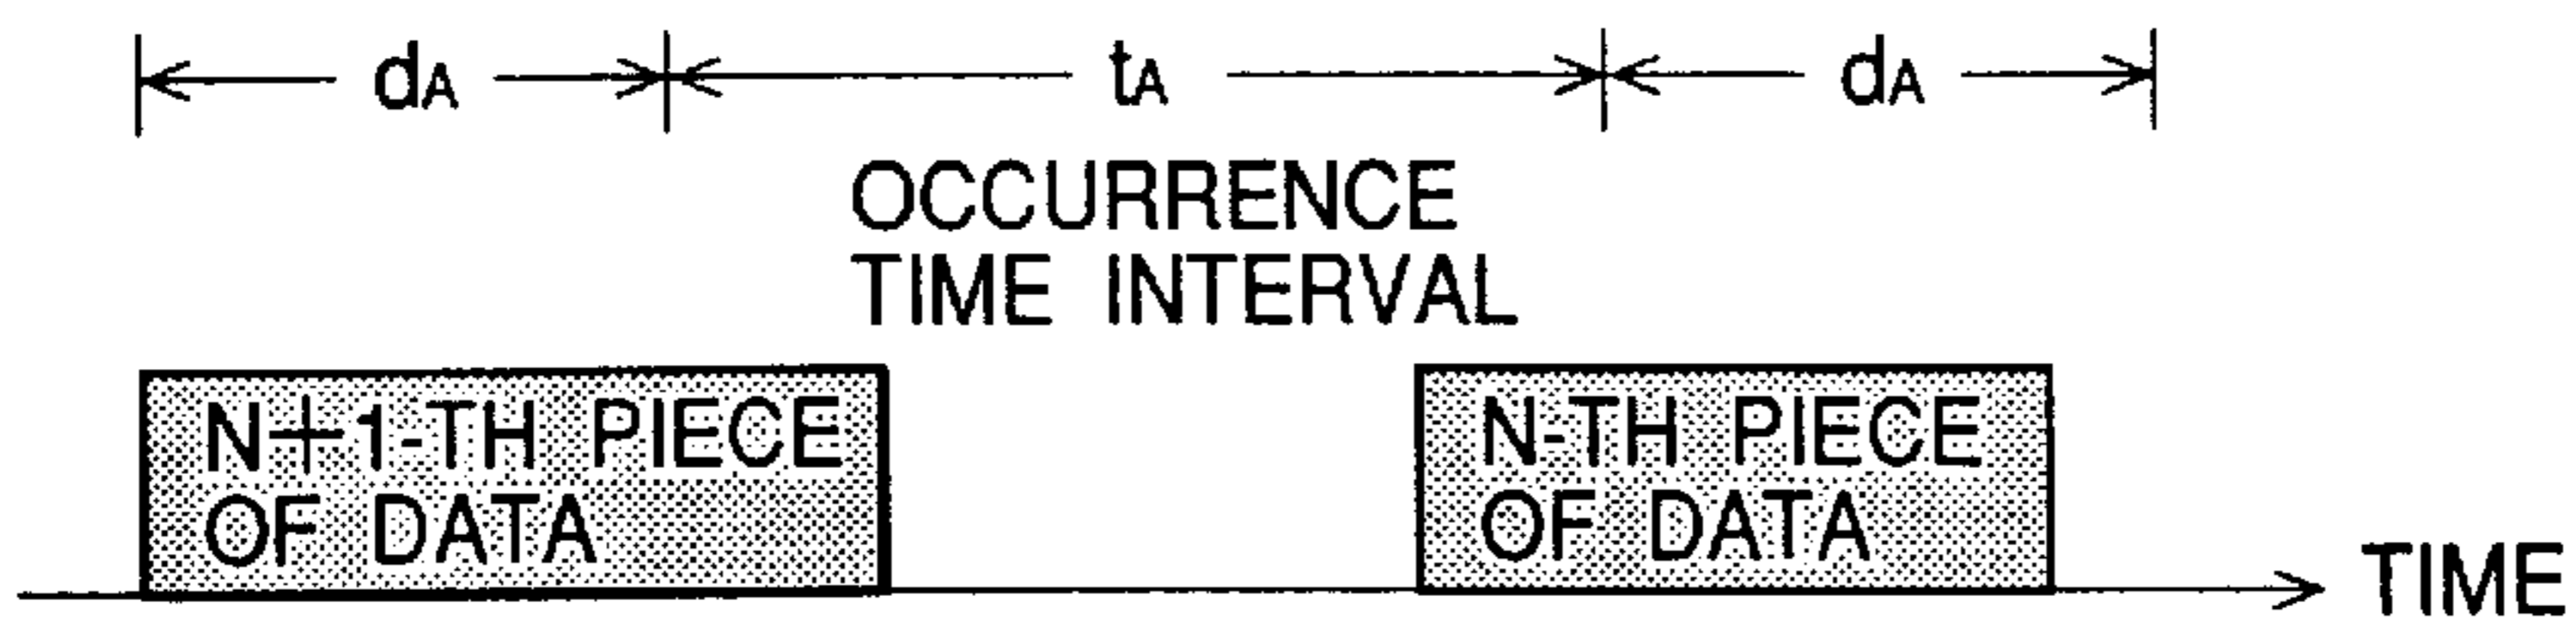 dA tA dA
OCCURRENCE
TIME INTERVAL
N+1-TH PIECE
OF DATA
N-TH PIECE
OF DATA
TIME